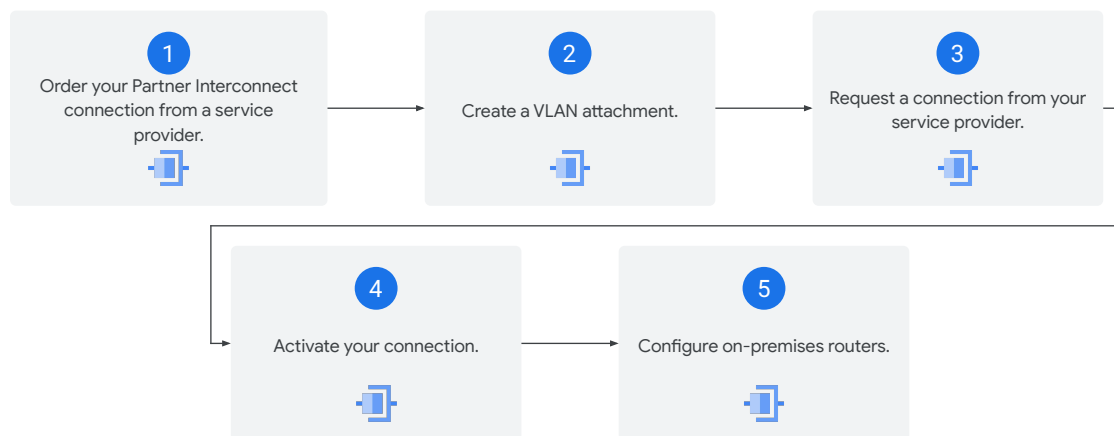 1
Order your Partner Interconnect
connection from a service
provider.
2
Create a VLAN attachment.
3
Request a connection from your
service provider.
4
Activate your connection.
5
Configure on-premises routers.